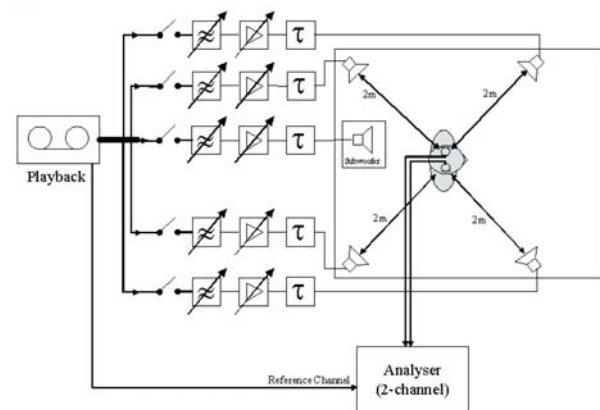 τ
2m
τ
2m
τ
Subwoofer
Playback
τ
2m
2m
τ
Reference Channel
Analyser
(2-channel)